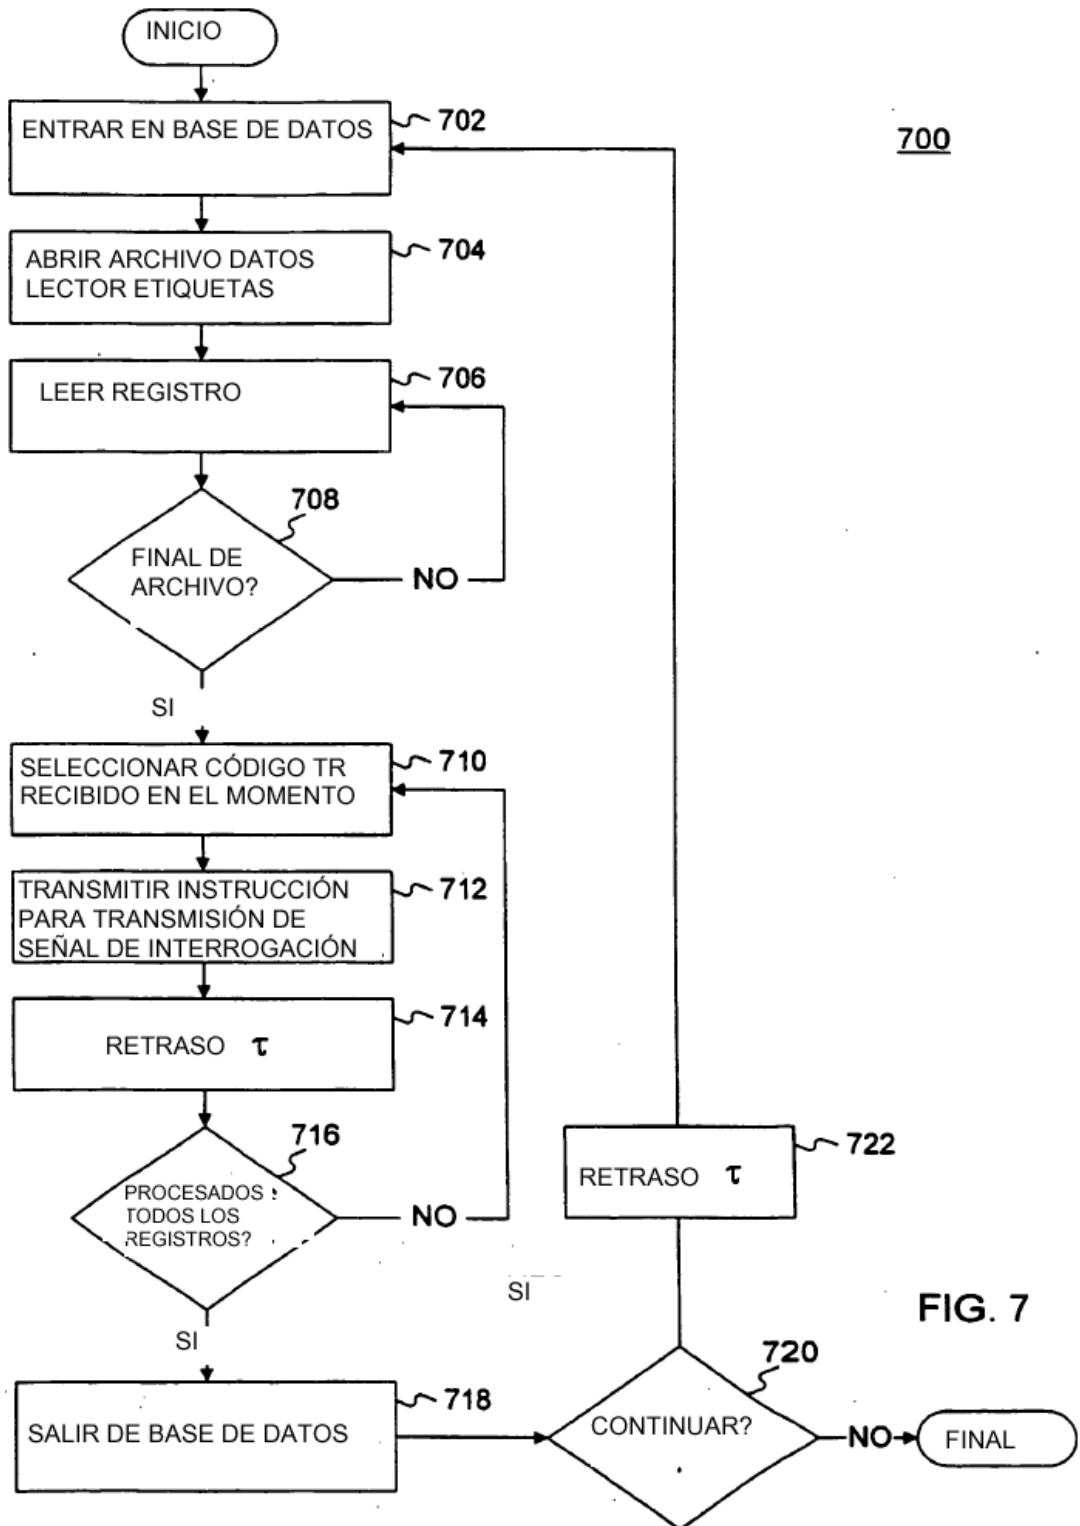 INICIO
ENTRAR EN BASE DE DATOS
702
700
ABRIR ARCHIVO DATOS
LECTOR ETIQUETAS
704
LEER REGISTRO
706
708
FINAL DE
ARCHIVO?
NO
SI
SELECCIONAR CÓDIGO TR
RECIBIDO EN EL MOMENTO
710
TRANSMITIR INSTRUCCIÓN
PARA TRANSMISIÓN DE
SEÑAL DE INTERROGACIÓN
712
RETRASO τ
714
716
PROCESADOS
TODOS LOS
REGISTROS?
NO
SI
SALIR DE BASE DE DATOS
718
RETRASO τ
722
SI
720
CONTINUAR?
NO
FINAL
FIG. 7